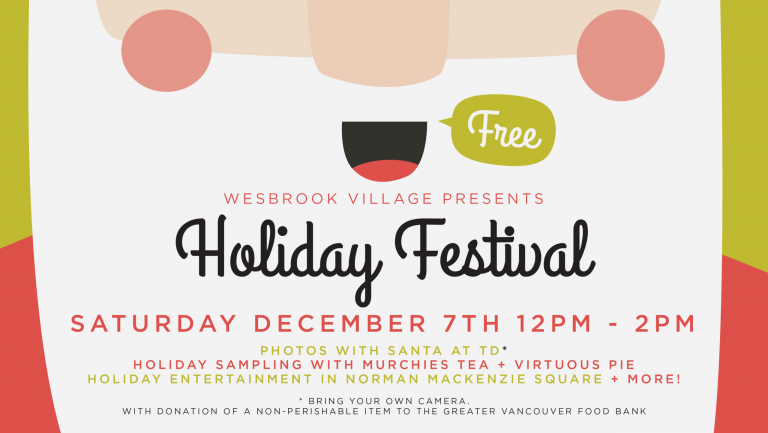 Free
WESBROOK VILLAGE PRESENTS
Holiday Festival
SATURDAY DECEMBER 7TH 12PM - 2PM
PHOTOS WITH SANTA AT TD*
HOLIDAY SAMPLING WITH MURCHIES TEA + VIRTUOUS PIE
HOLIDAY ENTERTAINMENT IN NORMAN MACKENZIE SQUARE + MORE!
* BRING YOUR OWN CAMERA.
WITH DONATION OF A NON-PERISHABLE ITEM TO THE GREATER VANCOUVER FOOD BANK